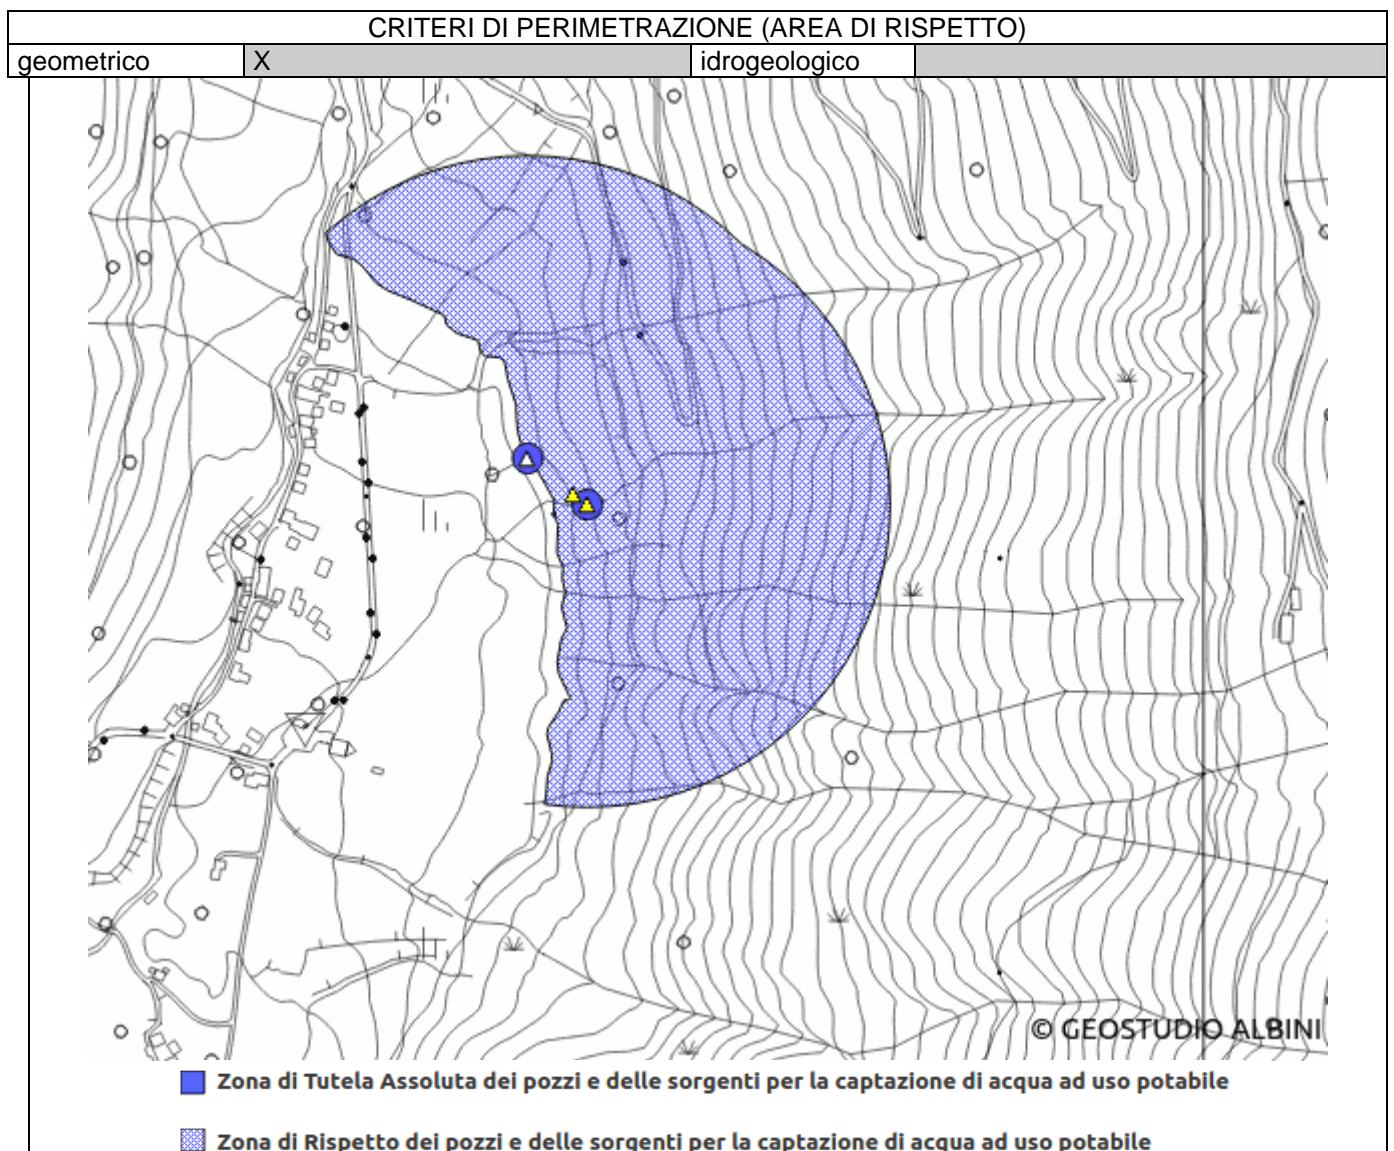 CRITERI DI PERIMETRAZIONE (AREA DI RISPETTO)
geometrico X idrogeologico
© GEOSTUDIO ALBINI
Zona di Tutela Assoluta dei pozzi e delle sorgenti per la captazione di acqua ad uso potabile
Zona di Rispetto dei pozzi e delle sorgenti per la captazione di acqua ad uso potabile